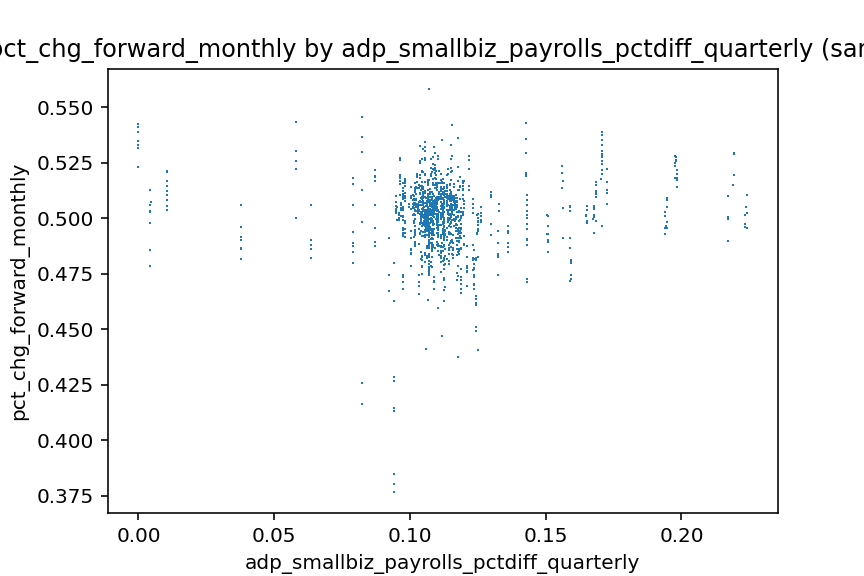 pct_chg_forward_monthly by adp_smallbiz_payrolls_pctdiff_quarterly (sam
pct_chg_forward_monthly
0.550
0.525
0.500
0.475
0.450
0.425
0.400
0.375
0.00 0.05 0.10 0.15 0.20
adp_smallbiz_payrolls_pctdiff_quarterly